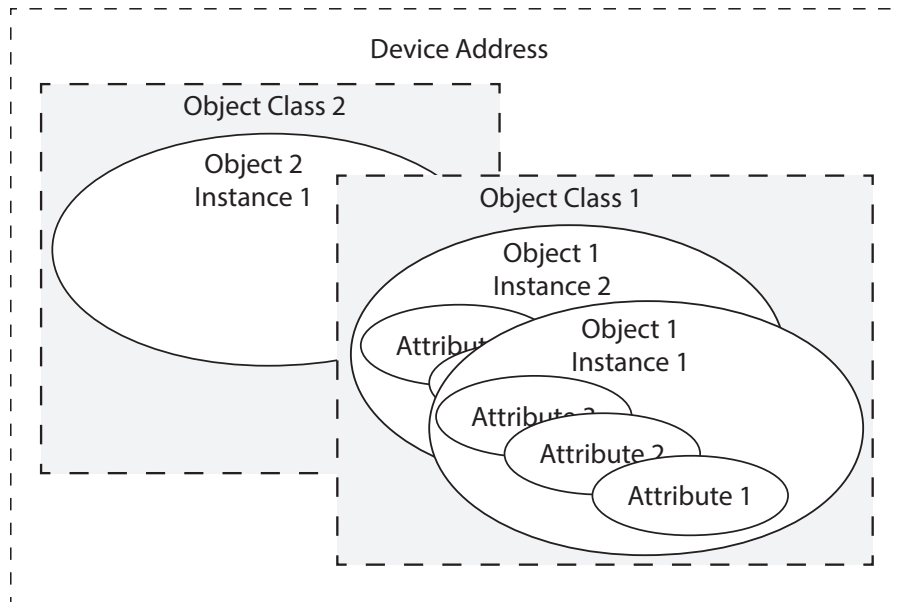 Device Address
Object Class 2
Object 2
Instance 1
Object Class 1
Object 1
Instance 2
Object 1
Instance 1
Attribute 2
Attribute 1